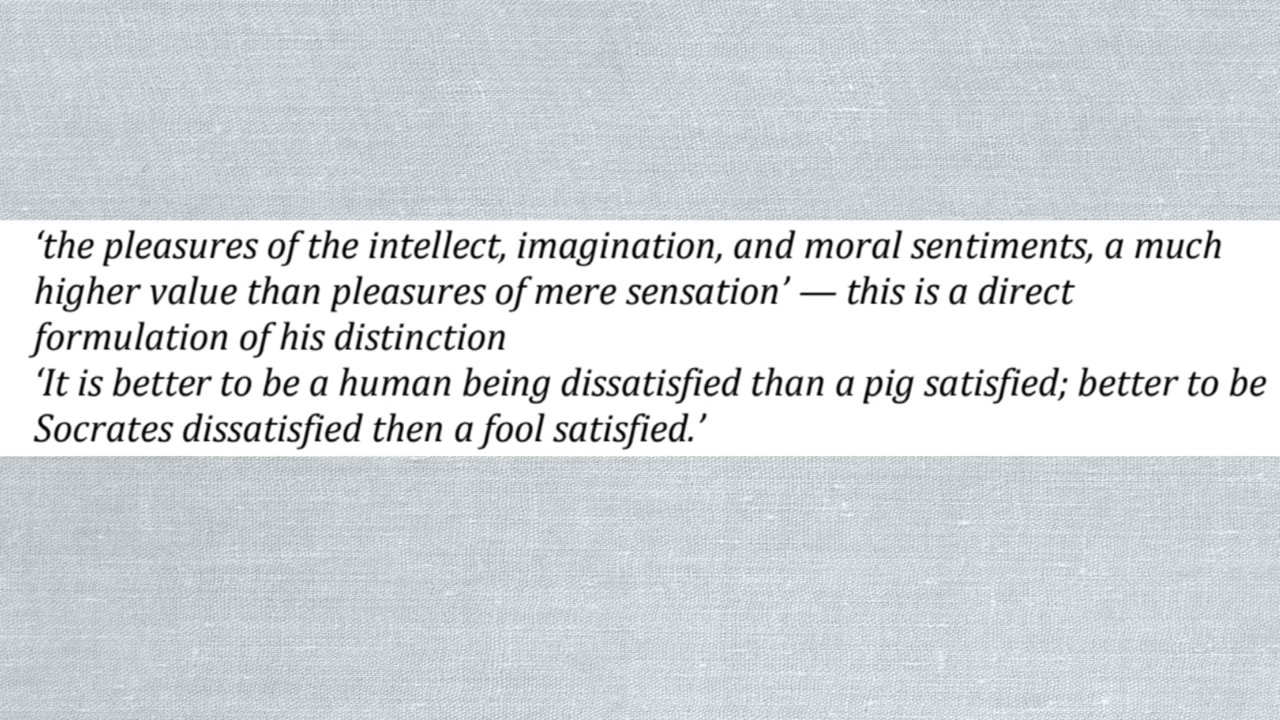 ‘the pleasures of the intellect, imagination, and moral sentiments, a much
higher value than pleasures of mere sensation’ — this is a direct
formulation of his distinction
‘It is better to be a human being dissatisfied than a pig satisfied; better to be
Socrates dissatisfied then a fool satisfied.’